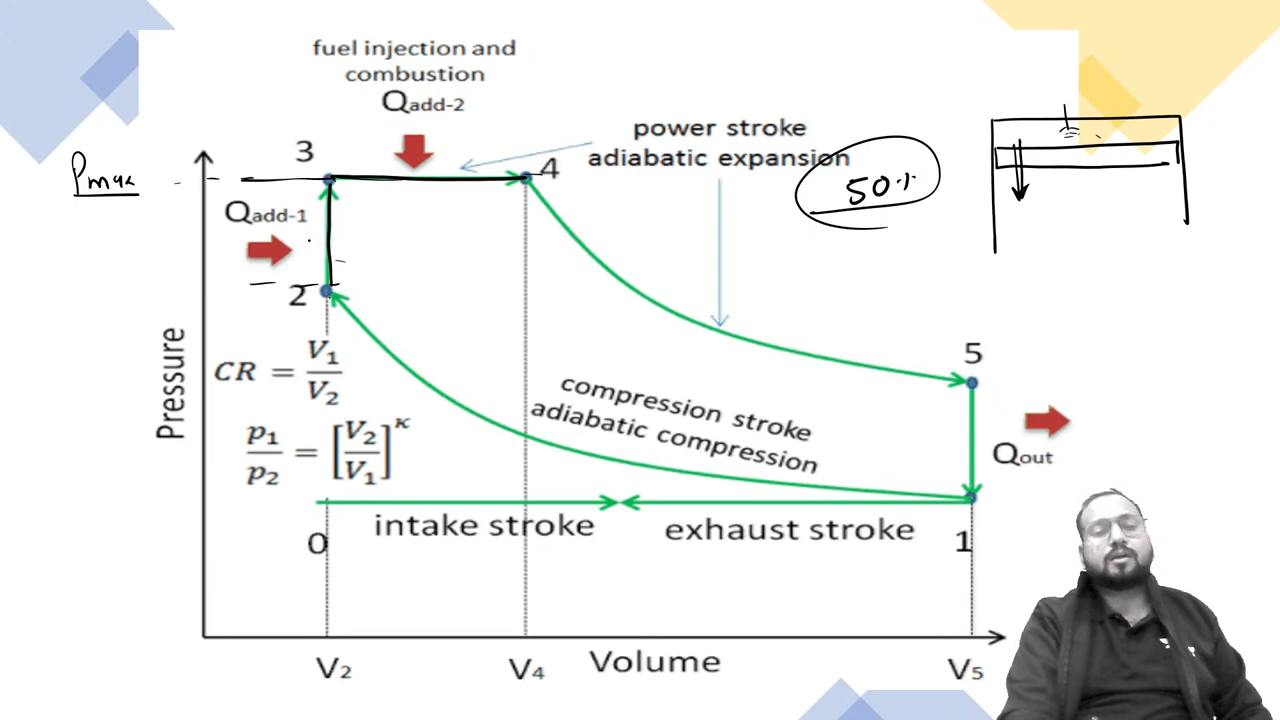 fuel injection and
combustion
Qadd-2
power stroke
adiabatic expansion
3
4
Pmax
50%
Qadd-1
2
Pressure
CR = V1/V2
p1/p2 = [V2/V1]^κ
compression stroke
adiabatic compression
5
Qout
intake stroke
exhaust stroke
0
1
V2
V4
Volume
V5